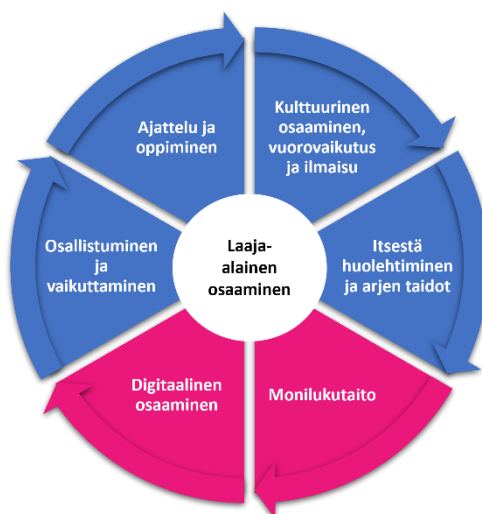 Ajattelu ja
oppiminen
Kulttuurinen
osaaminen,
vuorovaikutus
ja ilmaisu
Osallistuminen
ja
vaikuttaminen
Laaja-
alainen
osaaminen
Itsestä
huolehtiminen
ja arjen taidot
Digitaalinen
osaaminen
Monilukutaito